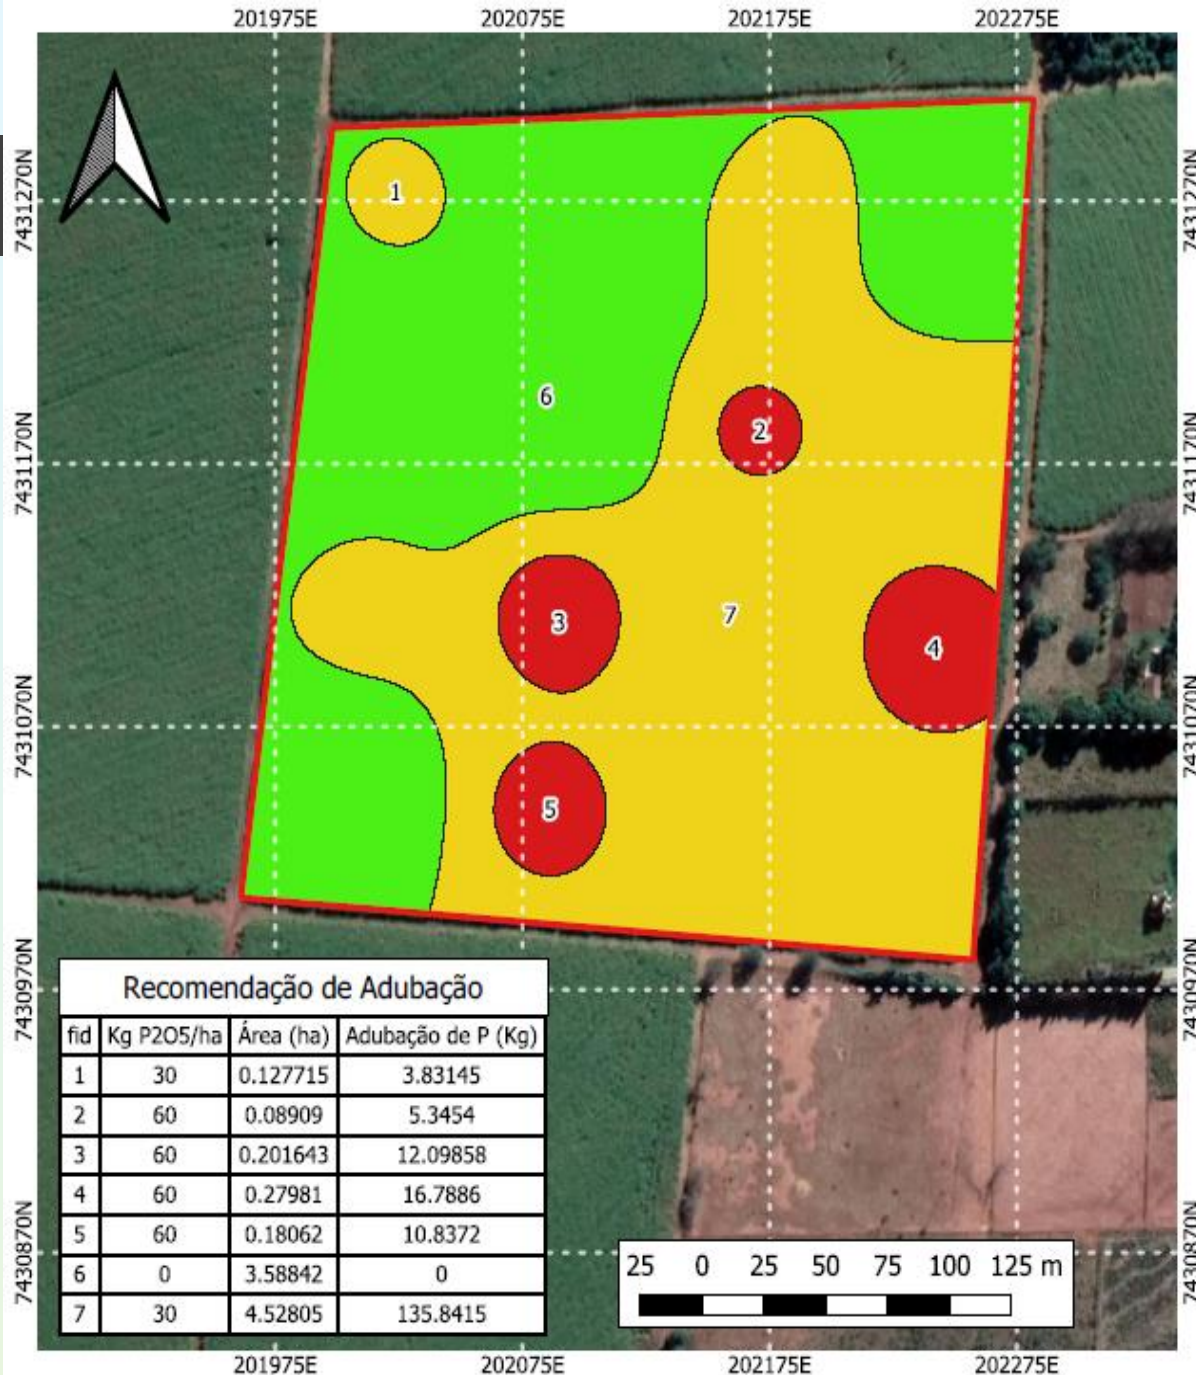 201975E 202075E 202175E 202275E
7431270N 7431270N
7431170N 7431170N
7431070N 7431070N
7430970N 7430970N
7430870N 7430870N
1
6
2
3
7
4
5
Recomendação de Adubação
fid Kg P2O5/ha Área (ha) Adubação de P (Kg)
1 30 0.127715 3.83145
2 60 0.08909 5.3454
3 60 0.201643 12.09858
4 60 0.27981 16.7886
5 60 0.18062 10.8372
6 0 3.58842 0
7 30 4.52805 135.8415
25 0 25 50 75 100 125 m
201975E 202075E 202175E 202275E